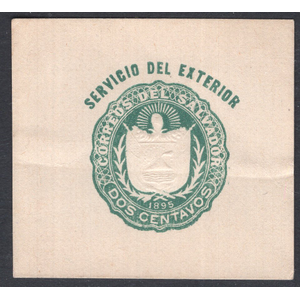 SERVICIO DEL EXTERIOR
CORREOS DEL SALVADOR
1895
DOS CENTAVOS